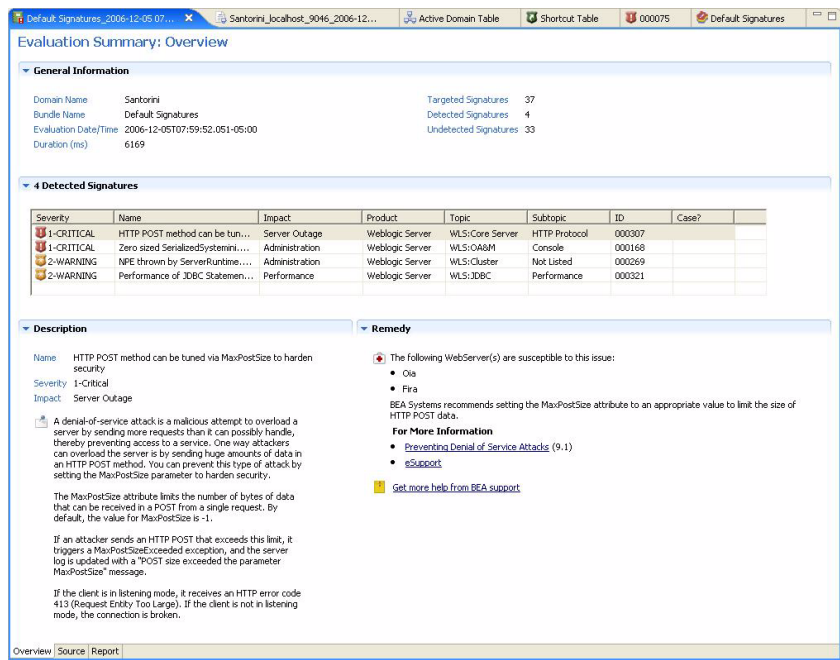 Default Signatures_2006-12-05 07...
Santorini_localhost_9046_2006-12...
Active Domain Table
Shortcut Table
000075
Default Signatures
Evaluation Summary: Overview
General Information
Domain Name Santorini
Targeted Signatures 37
Bundle Name Default Signatures
Detected Signatures 4
Evaluation Date/Time 2006-12-05T07:59:52.051-05:00
Undetected Signatures 33
Duration (ms) 6169
4 Detected Signatures
Severity Name Impact Product Topic Subtopic ID Case?
1-CRITICAL HTTP POST method can be tun... Server Outage Weblogic Server WLS:Core Server HTTP Protocol 000307
1-CRITICAL Zero sized SerializedSystemini.... Administration Weblogic Server WLS:OA&M Console 000168
2-WARNING NPE thrown by ServerRuntime.... Administration Weblogic Server WLS:Cluster Not Listed 000269
2-WARNING Performance of JDBC Statemen... Performance Weblogic Server WLS:JDBC Performance 000321
Description
Name HTTP POST method can be tuned via MaxPostSize to harden
security
Severity 1-Critical
Impact Server Outage
A denial-of-service attack is a malicious attempt to overload a
server by sending more requests than it can possibly handle,
thereby preventing access to a service. One way attackers
can overload the server is by sending huge amounts of data in
an HTTP POST method. You can prevent this type of attack by
setting the MaxPostSize parameter to harden security.
The MaxPostSize attribute limits the number of bytes of data
that can be received in a POST from a single request. By
default, the value for MaxPostSize is -1.
If an attacker sends an HTTP POST that exceeds this limit, it
triggers a MaxPostSizeExceeded exception, and the server
log is updated with a "POST size exceeded the parameter
MaxPostSize" message.
If the client is in listening mode, it receives an HTTP error code
413 (Request Entity Too Large). If the client is not in listening
mode, the connection is broken.
Remedy
The following WebServer(s) are susceptible to this issue:
Oia
Fira
BEA Systems recommends setting the MaxPostSize attribute to an appropriate value to limit the size of
HTTP POST data.
For More Information
Preventing Denial of Service Attacks (9.1)
eSupport
Get more help from BEA support
Overview Source Report